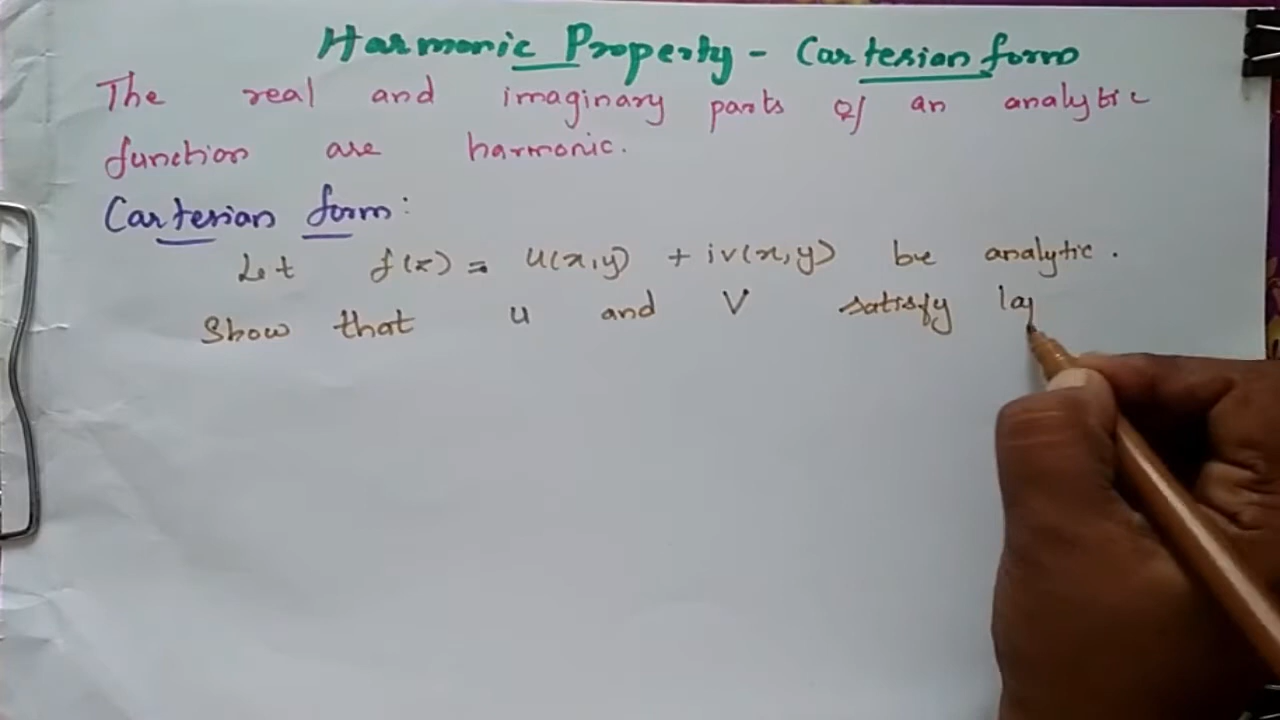 Harmonic Property - Cartesian form
The real and imaginary parts of an analytic
function are harmonic.
Cartesian form:
Let f(z) = u(x,y) + iv(x,y) be analytic.
Show that u and v satisfy la